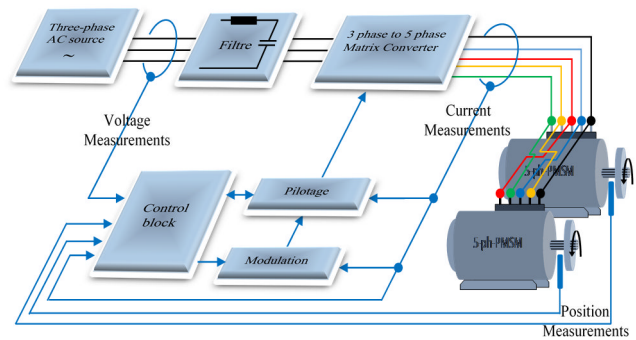 Three-phase
AC source
~
Filtre
3 phase to 5 phase
Matrix Converter
Voltage
Measurements
Current
Measurements
5-ph-PMSM
Pilotage
Control
block
5-ph-PMSM
Modulation
Position
Measurements